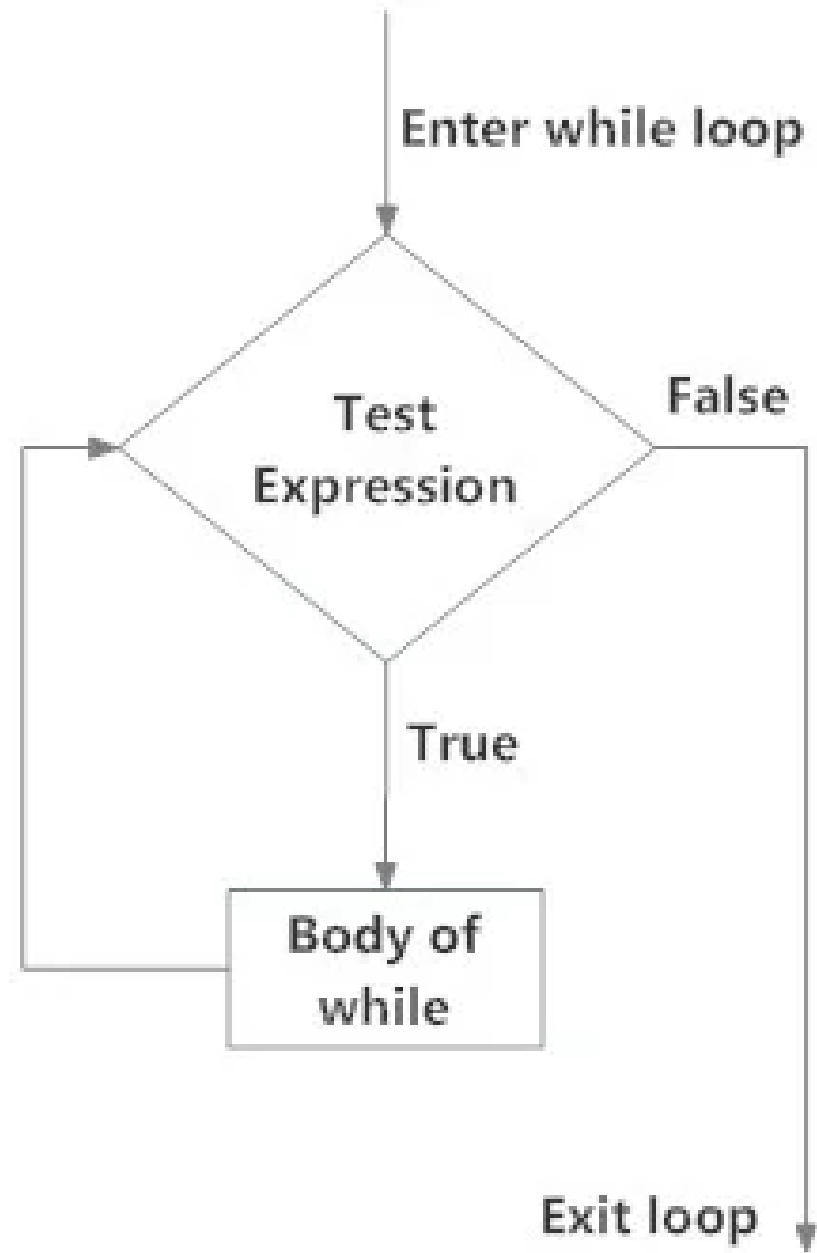 Enter while loop
False
Test
Expression
True
Body of
while
Exit loop